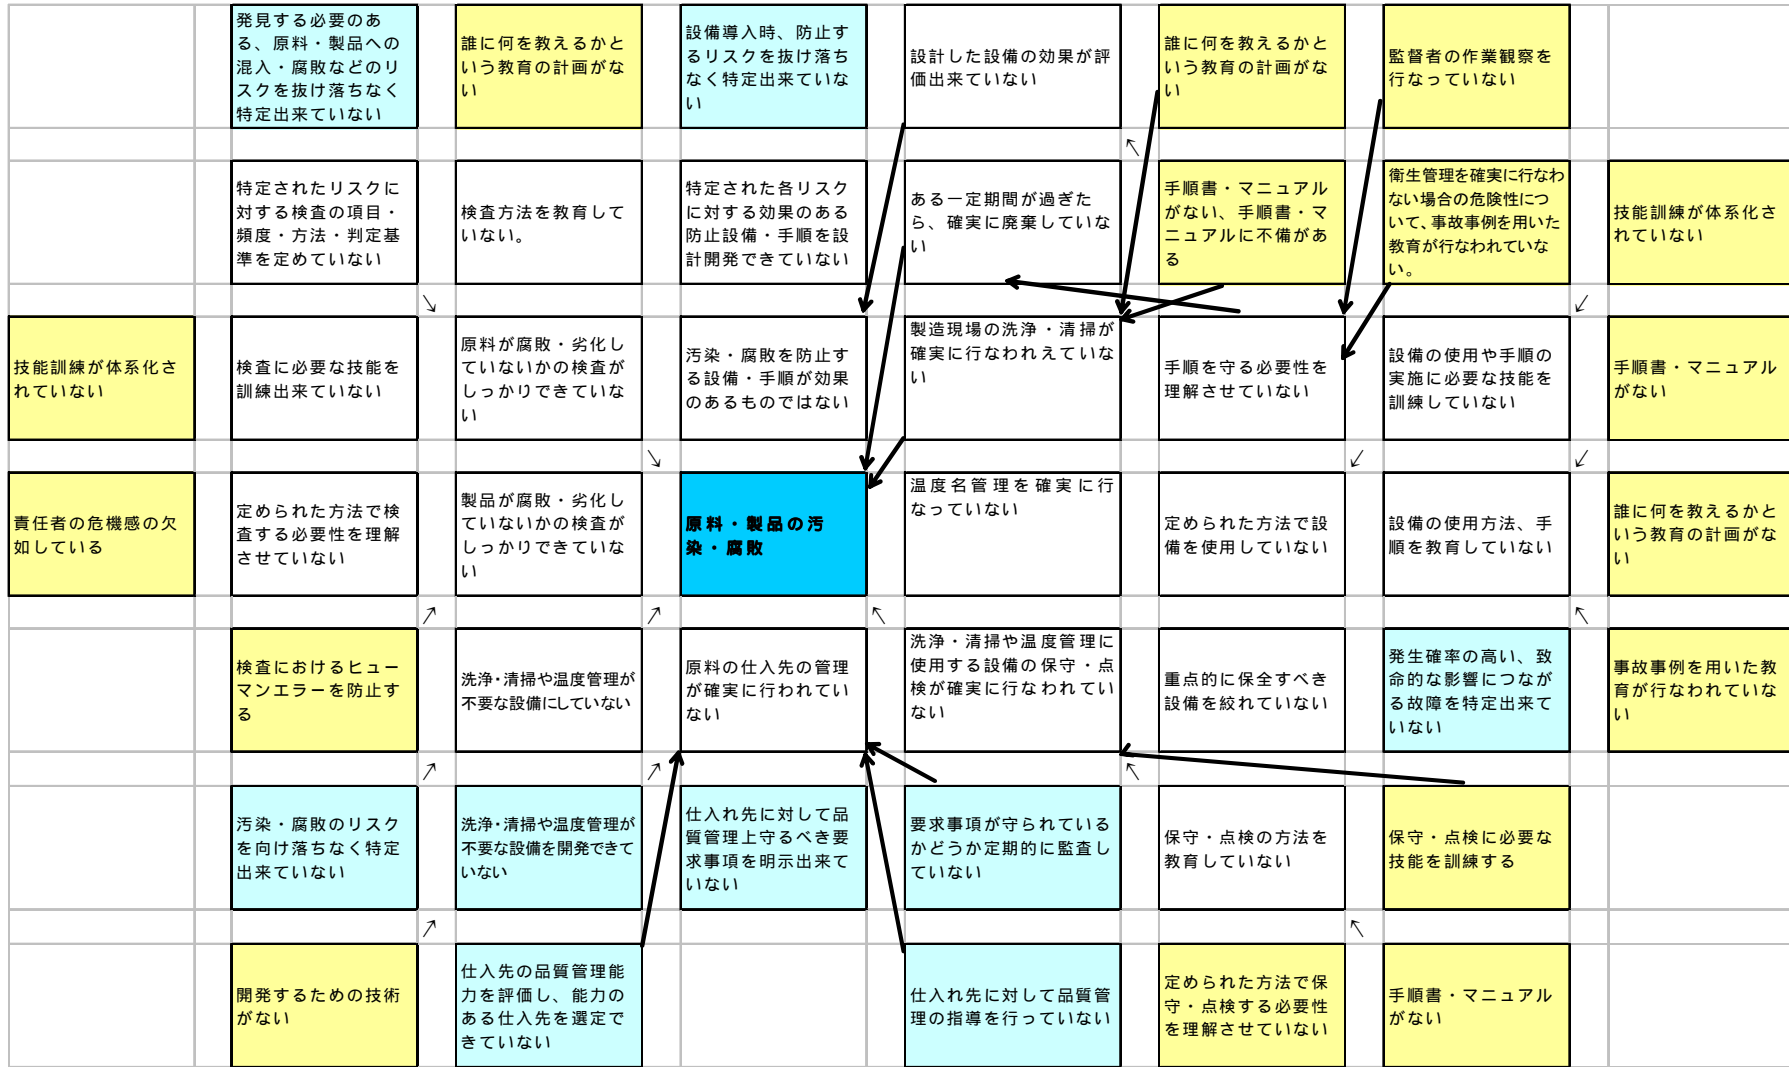 発見する必要のあ
る、原料・製品への
混入・腐敗などのリ
スクを抜け落ちなく
特定出来ていない
誰に何を教えるかと
いう教育の計画がな
い
設備導入時、防止す
るリスクを抜け落ち
なく特定出来ていな
い
設計した設備の効果が評
価出来ていない
誰に何を教えるかと
いう教育の計画がな
い
監督者の作業観察を
行なっていない
↖
特定されたリスクに
対する検査の項目・
頻度・方法・判定基
準を定めていない
検査方法を教育して
いない。
特定された各リスク
に対する効果のある
防止設備・手順を設
計開発できていない
ある一定期間が過ぎた
ら、確実に廃棄していな
い
手順書・マニュアル
がない、手順書・マ
ニュアルに不備があ
る
衛生管理を確実に行なわ
ない場合の危険性につ
いて、事故事例を用いた
教育が行なわれていな
い。
技能訓練が体系化さ
れていない
↘
↙
技能訓練が体系化さ
れていない
検査に必要な技能を
訓練出来ていない
原料が腐敗・劣化し
ていないかの検査が
しっかりできていな
い
汚染・腐敗を防止す
る設備・手順が効果
のあるものではない
製造現場の洗浄・清掃が
確実に行なわれえていな
い
手順を守る必要性を
理解させていない
設備の使用や手順の
実施に必要な技能を
訓練していない
手順書・マニュアル
がない
↘
↙
↙
責任者の危機感の欠
如している
定められた方法で検
査する必要性を理解
させていない
製品が腐敗・劣化し
ていないかの検査が
しっかりできていな
い
原料・製品の汚
染・腐敗
温度名管理を確実に行
なっていない
定められた方法で設
備を使用していない
設備の使用方法、手
順を教育していない
誰に何を教えるかと
いう教育の計画がな
い
↗
↗
↖
↖
検査におけるヒュー
マンエラーを防止す
る
洗浄・清掃や温度管理が
不要な設備にしていない
原料の仕入先の管理
が確実に行われてい
ない
洗浄・清掃や温度管理に
使用する設備の保守・点
検が確実に行なわれてい
ない
重点的に保全すべき
設備を絞れていない
発生確率の高い、致
命的な影響につなが
る故障を特定出来て
いない
事故事例を用いた教
育が行なわれていな
い
↗
↗
↖
汚染・腐敗のリスク
を向け落ちなく特定
出来ていない
洗浄・清掃や温度管理が
不要な設備を開発できて
いない
仕入れ先に対して品
質管理上守るべき要
求事項を明示出来て
いない
要求事項が守られている
かどうか定期的に監査し
ていない
保守・点検の方法を
教育していない
保守・点検に必要な
技能を訓練する
↗
↖
開発するための技術
がない
仕入先の品質管理能
力を評価し、能力の
ある仕入先を選定で
きていない
仕入れ先に対して品質管
理の指導を行っていない
定められた方法で保
守・点検する必要性
を理解させていない
手順書・マニュアル
がない